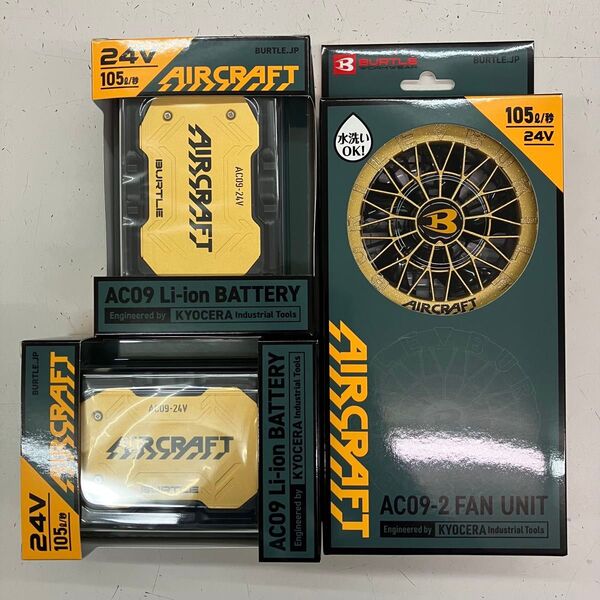 24V
BURTLE.JP
105ℓ/秒
AIRCRAFT
AIRCRAFT
BURTLE
AC09-24V
AC09 Li-ion BATTERY
Engineered by KYOCERA Industrial Tools
BURTLE.JP
AIRCRAFT
24V
105ℓ/秒
AC09-24V
AIRCRAFT
BURTLE
AC09 Li-ion BATTERY
Engineered by KYOCERA Industrial Tools
B BURTLE
WORKWEAR
BURTLE.JP
105ℓ/秒
24V
水洗い
OK!
B
AIRCRAFT
AIRCRAFT
AC09-2 FAN UNIT
Engineered by KYOCERA Industrial Tools